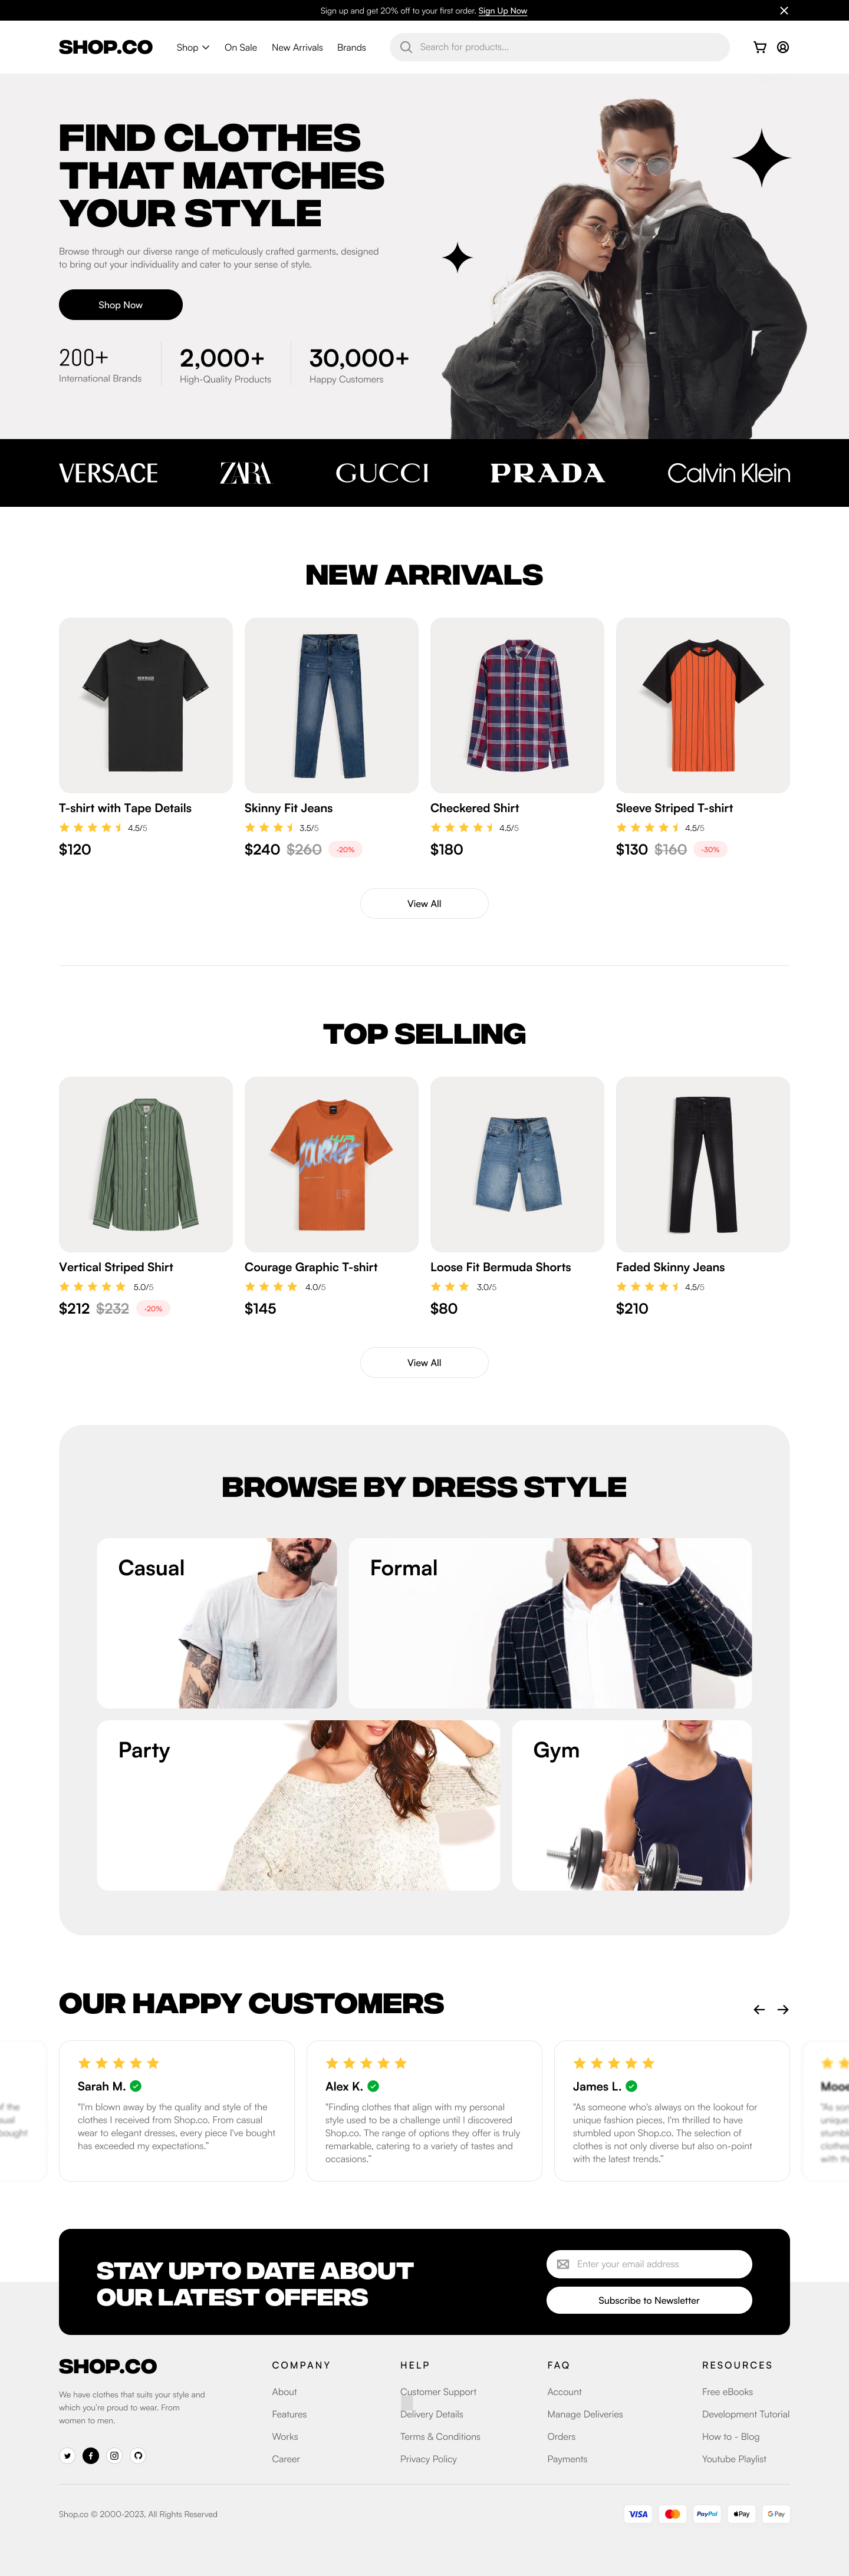 Sign up and get 20% off to your first order. Sign Up Now
SHOP.CO
Shop
On Sale
New Arrivals
Brands
Search for products...
FIND CLOTHES
THAT MATCHES
YOUR STYLE
Browse through our diverse range of meticulously crafted garments, designed
to bring out your individuality and cater to your sense of style.
Shop Now
200+
International Brands
2,000+
High-Quality Products
30,000+
Happy Customers
VERSACE
ZARA
GUCCI
PRADA
Calvin Klein
NEW ARRIVALS
T-shirt with Tape Details
4.5/5
$120
Skinny Fit Jeans
3.5/5
$240 $260 -20%
Checkered Shirt
4.5/5
$180
Sleeve Striped T-shirt
4.5/5
$130 $160 -30%
View All
TOP SELLING
COURAGE
Vertical Striped Shirt
5.0/5
$212 $232 -20%
Courage Graphic T-shirt
4.0/5
$145
Loose Fit Bermuda Shorts
3.0/5
$80
Faded Skinny Jeans
4.5/5
$210
View All
BROWSE BY DRESS STYLE
Casual
Formal
Party
Gym
OUR HAPPY CUSTOMERS
Sarah M.
"I'm blown away by the quality and style of the
clothes I received from Shop.co. From casual
wear to elegant dresses, every piece I've bought
has exceeded my expectations."
Alex K.
"Finding clothes that align with my personal
style used to be a challenge until I discovered
Shop.co. The range of options they offer is truly
remarkable, catering to a variety of tastes and
occasions."
James L.
"As someone who's always on the lookout for
unique fashion pieces, I'm thrilled to have
stumbled upon Shop.co. The selection of
clothes is not only diverse but also on-point
with the latest trends."
STAY UPTO DATE ABOUT
OUR LATEST OFFERS
Enter your email address
Subscribe to Newsletter
SHOP.CO
We have clothes that suits your style and
which you're proud to wear. From
women to men.
COMPANY
About
Features
Works
Career
HELP
Customer Support
Delivery Details
Terms & Conditions
Privacy Policy
FAQ
Account
Manage Deliveries
Orders
Payments
RESOURCES
Free eBooks
Development Tutorial
How to - Blog
Youtube Playlist
Shop.co © 2000-2023, All Rights Reserved
VISA
PayPal
Pay
G Pay